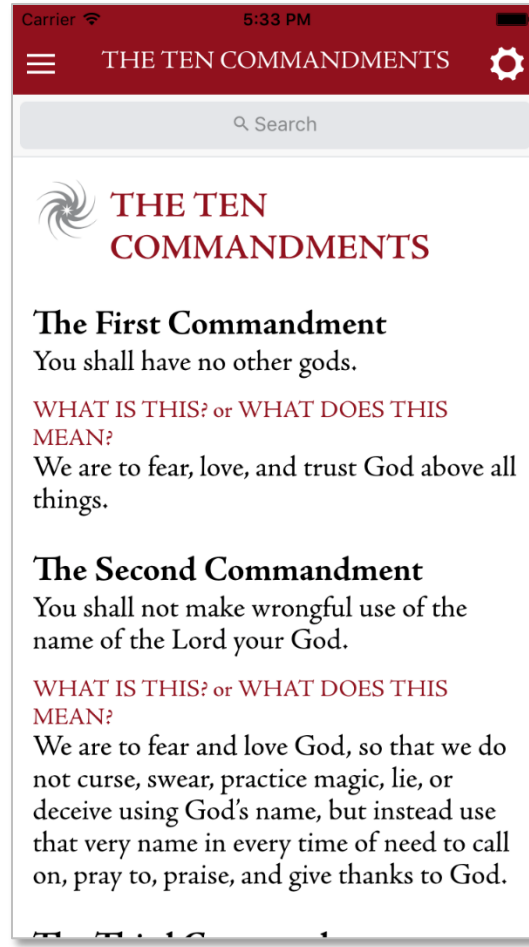 Carrier 5:33 PM
THE TEN COMMANDMENTS
Search
THE TEN
COMMANDMENTS
The First Commandment
You shall have no other gods.
WHAT IS THIS? or WHAT DOES THIS
MEAN?
We are to fear, love, and trust God above all
things.
The Second Commandment
You shall not make wrongful use of the
name of the Lord your God.
WHAT IS THIS? or WHAT DOES THIS
MEAN?
We are to fear and love God, so that we do
not curse, swear, practice magic, lie, or
deceive using God’s name, but instead use
that very name in every time of need to call
on, pray to, praise, and give thanks to God.